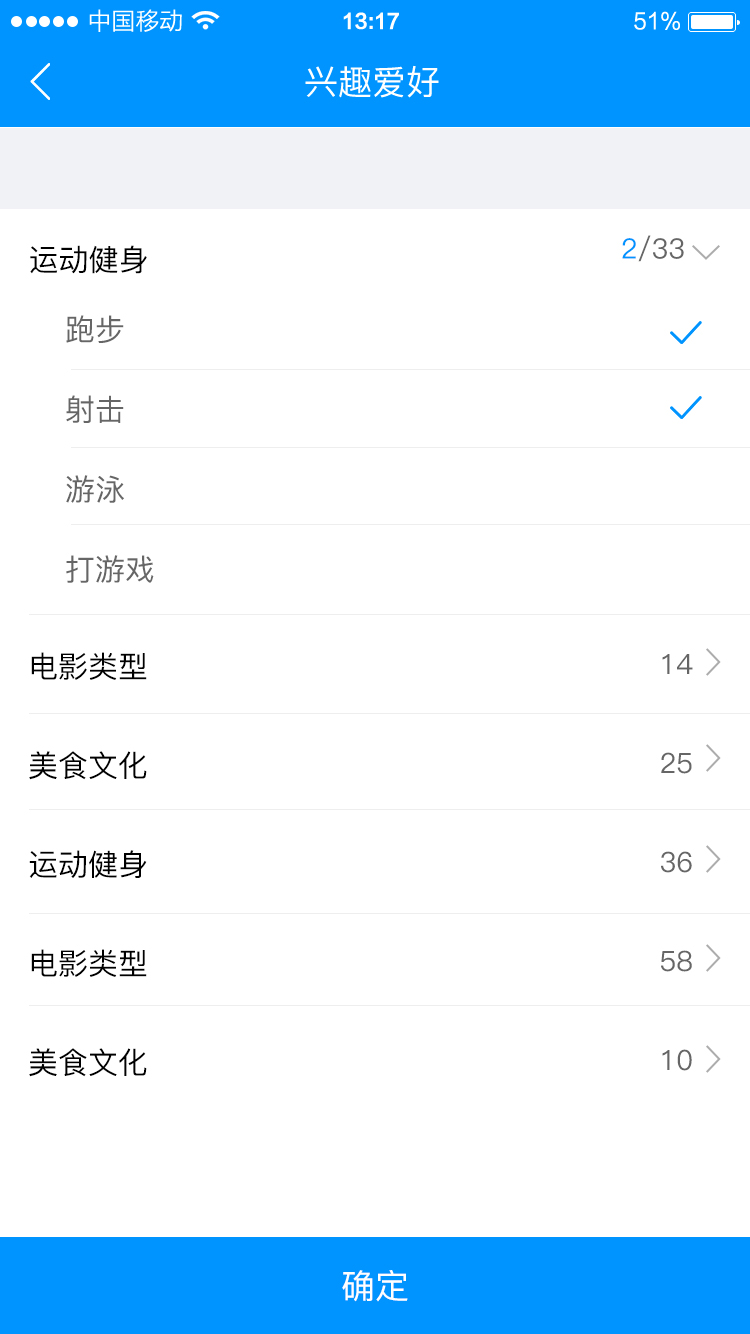 中国移动 13:17 51%
兴趣爱好
运动健身 2/33
跑步
射击
游泳
打游戏
电影类型 14
美食文化 25
运动健身 36
电影类型 58
美食文化 10
确定